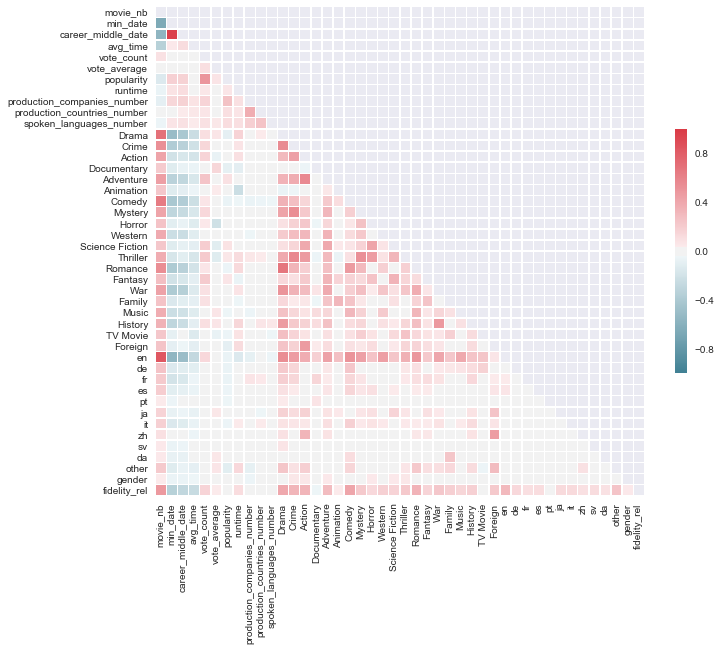 movie_nb
min_date
career_middle_date
avg_time
vote_count
vote_average
popularity
runtime
production_companies_number
production_countries_number
spoken_languages_number
Drama
Crime
Action
Documentary
Adventure
Animation
Comedy
Mystery
Horror
Western
Science Fiction
Thriller
Romance
Fantasy
War
Family
Music
History
TV Movie
Foreign
en
de
fr
es
pt
ja
it
zh
sv
da
other
gender
fidelity_rel
0.8
0.4
0.0
−0.4
−0.8
movie_nb
min_date
career_middle_date
avg_time
vote_count
vote_average
popularity
runtime
production_companies_number
production_countries_number
spoken_languages_number
Drama
Crime
Action
Documentary
Adventure
Animation
Comedy
Mystery
Horror
Western
Science Fiction
Thriller
Romance
Fantasy
War
Family
Music
History
TV Movie
Foreign
en
de
fr
es
pt
ja
it
zh
sv
da
other
gender
fidelity_rel